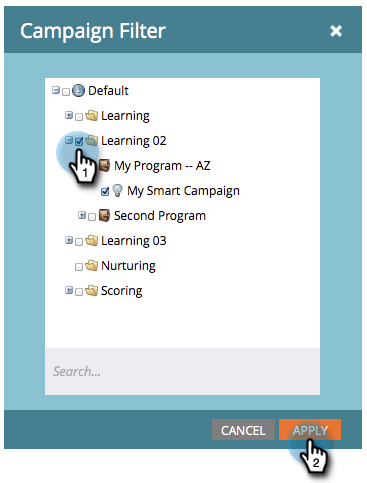 Campaign Filter
Default
Learning
Learning 02
My Program -- AZ
My Smart Campaign
Second Program
Learning 03
Nurturing
Scoring
Search...
CANCEL APPLY
1
2